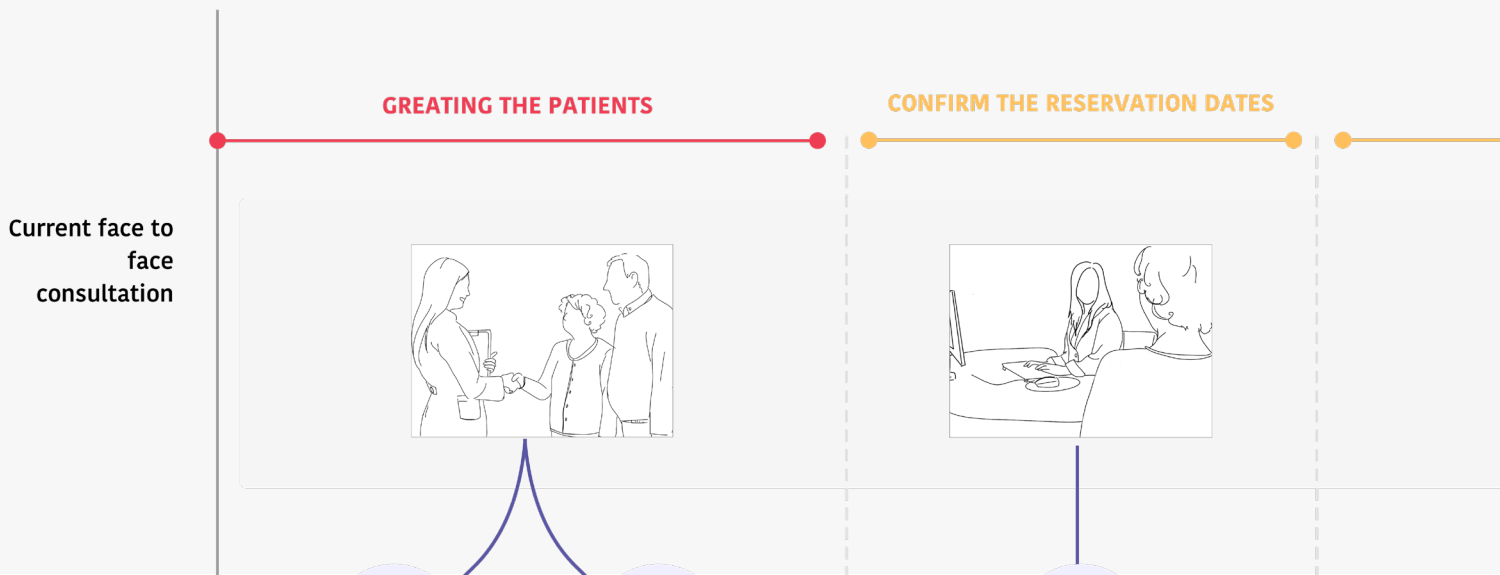 GREATING THE PATIENTS
CONFIRM THE RESERVATION DATES
Current face to
face
consultation